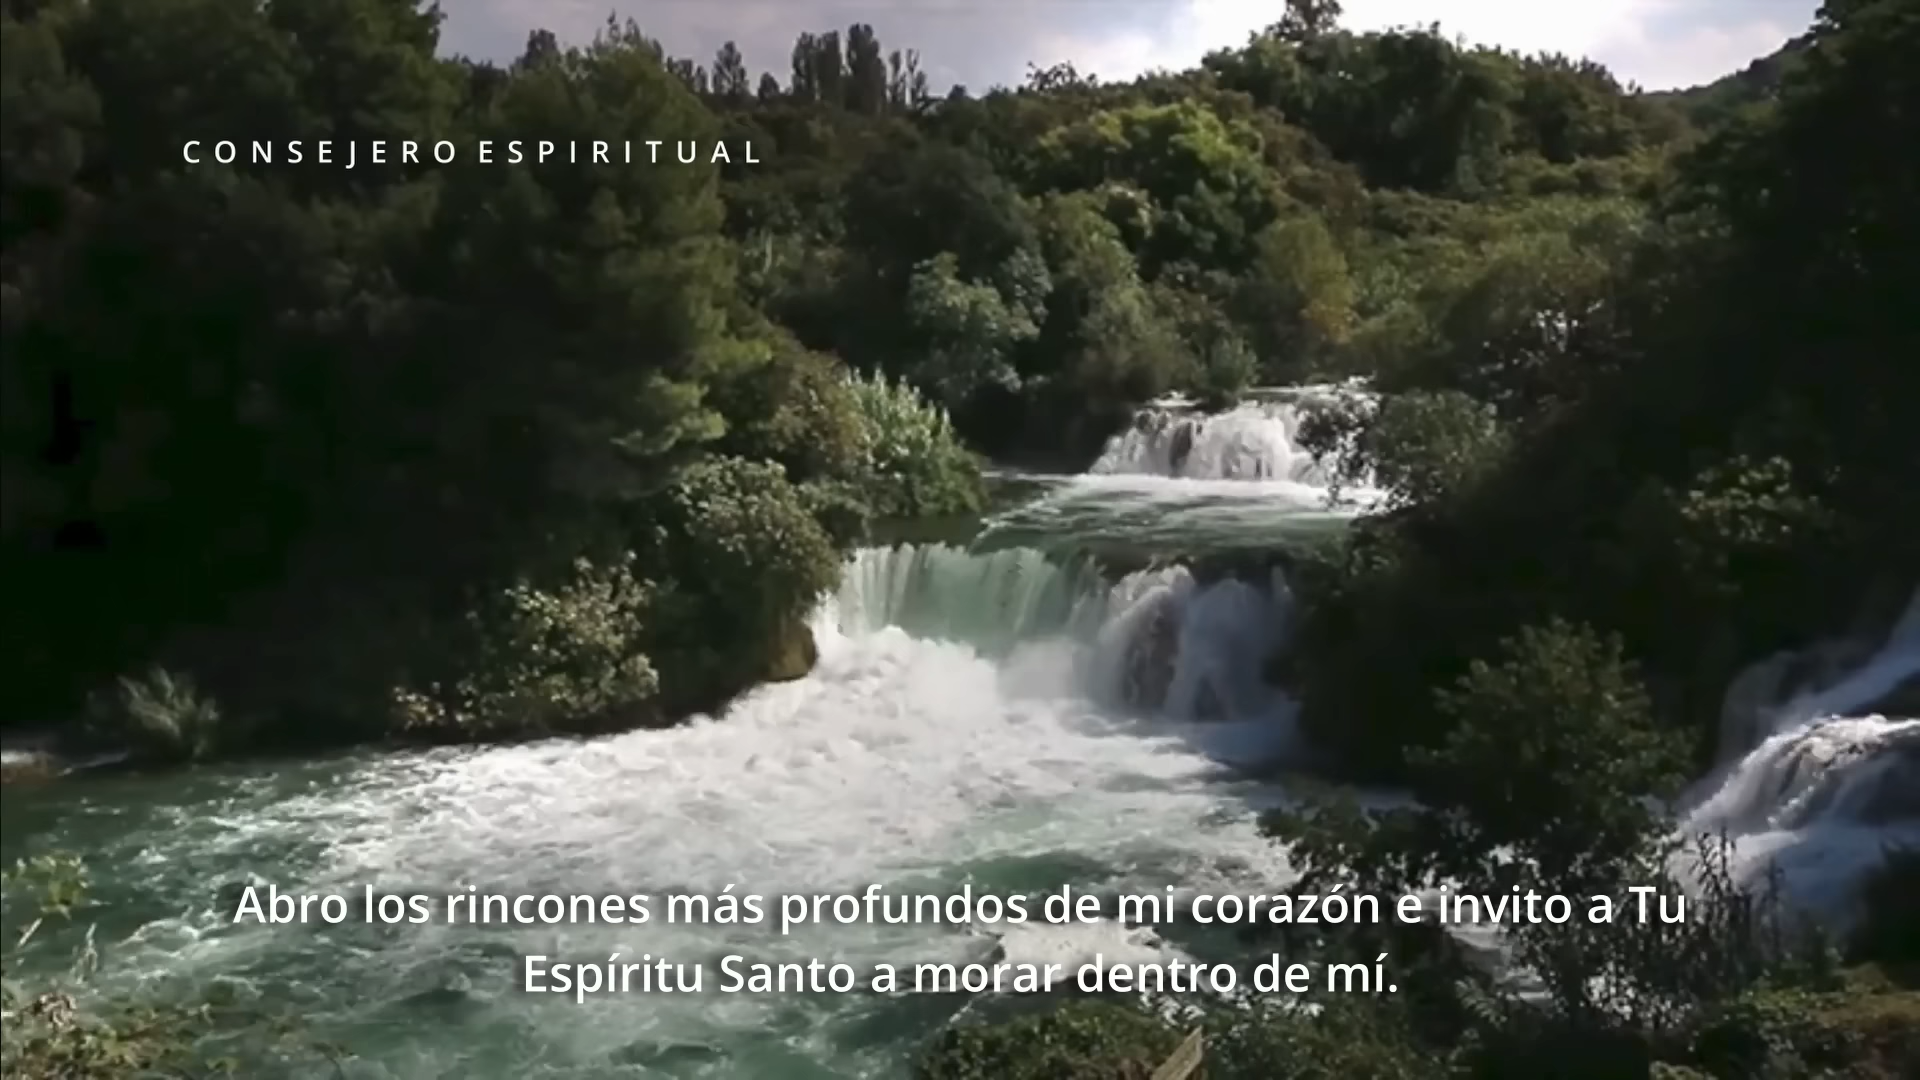 CONSEJERO ESPIRITUAL
Abro los rincones más profundos de mi corazón e invito a Tu
Espíritu Santo a morar dentro de mí.